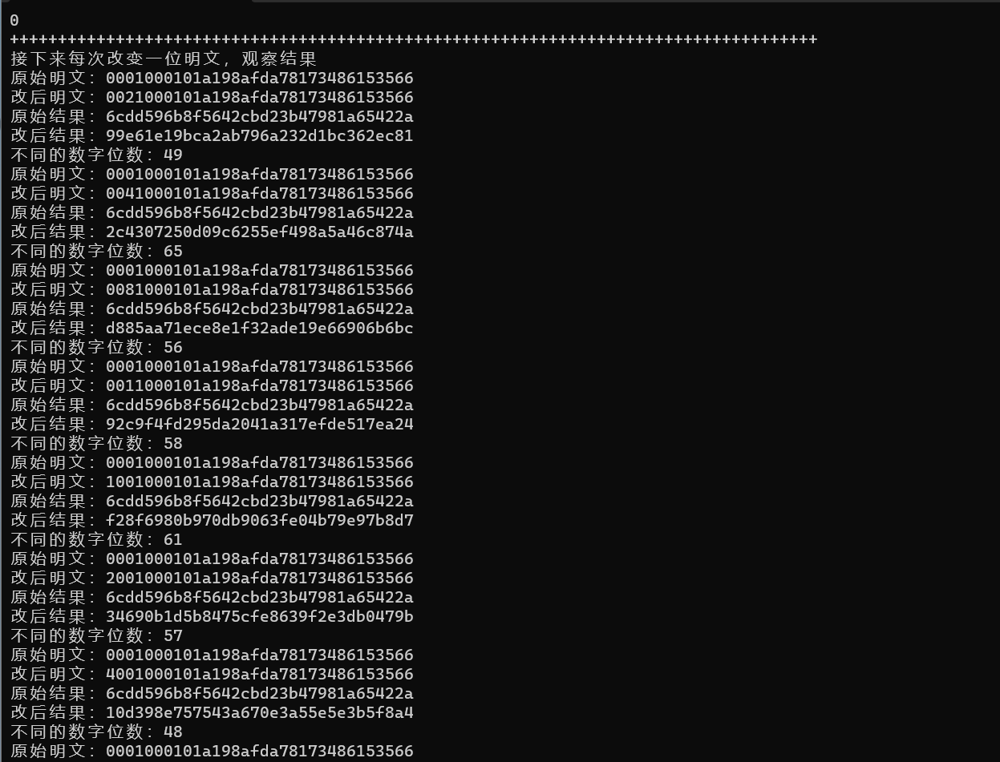 0
++++++++++++++++++++++++++++++++++++++++++++++++++++++++++++++++++++++++++++++++++++
接下来每次改变一位明文，观察结果
原始明文：0001000101a198afda78173486153566
改后明文：0021000101a198afda78173486153566
原始结果：6cdd596b8f5642cbd23b47981a65422a
改后结果：99e61e19bca2ab796a232d1bc362ec81
不同的数字位数：49
原始明文：0001000101a198afda78173486153566
改后明文：0041000101a198afda78173486153566
原始结果：6cdd596b8f5642cbd23b47981a65422a
改后结果：2c4307250d09c6255ef498a5a46c874a
不同的数字位数：65
原始明文：0001000101a198afda78173486153566
改后明文：0081000101a198afda78173486153566
原始结果：6cdd596b8f5642cbd23b47981a65422a
改后结果：d885aa71ece8e1f32ade19e66906b6bc
不同的数字位数：56
原始明文：0001000101a198afda78173486153566
改后明文：0011000101a198afda78173486153566
原始结果：6cdd596b8f5642cbd23b47981a65422a
改后结果：92c9f4fd295da2041a317efde517ea24
不同的数字位数：58
原始明文：0001000101a198afda78173486153566
改后明文：1001000101a198afda78173486153566
原始结果：6cdd596b8f5642cbd23b47981a65422a
改后结果：f28f6980b970db9063fe04b79e97b8d7
不同的数字位数：61
原始明文：0001000101a198afda78173486153566
改后明文：2001000101a198afda78173486153566
原始结果：6cdd596b8f5642cbd23b47981a65422a
改后结果：34690b1d5b8475cfe8639f2e3db0479b
不同的数字位数：57
原始明文：0001000101a198afda78173486153566
改后明文：4001000101a198afda78173486153566
原始结果：6cdd596b8f5642cbd23b47981a65422a
改后结果：10d398e757543a670e3a55e5e3b5f8a4
不同的数字位数：48
原始明文：0001000101a198afda78173486153566